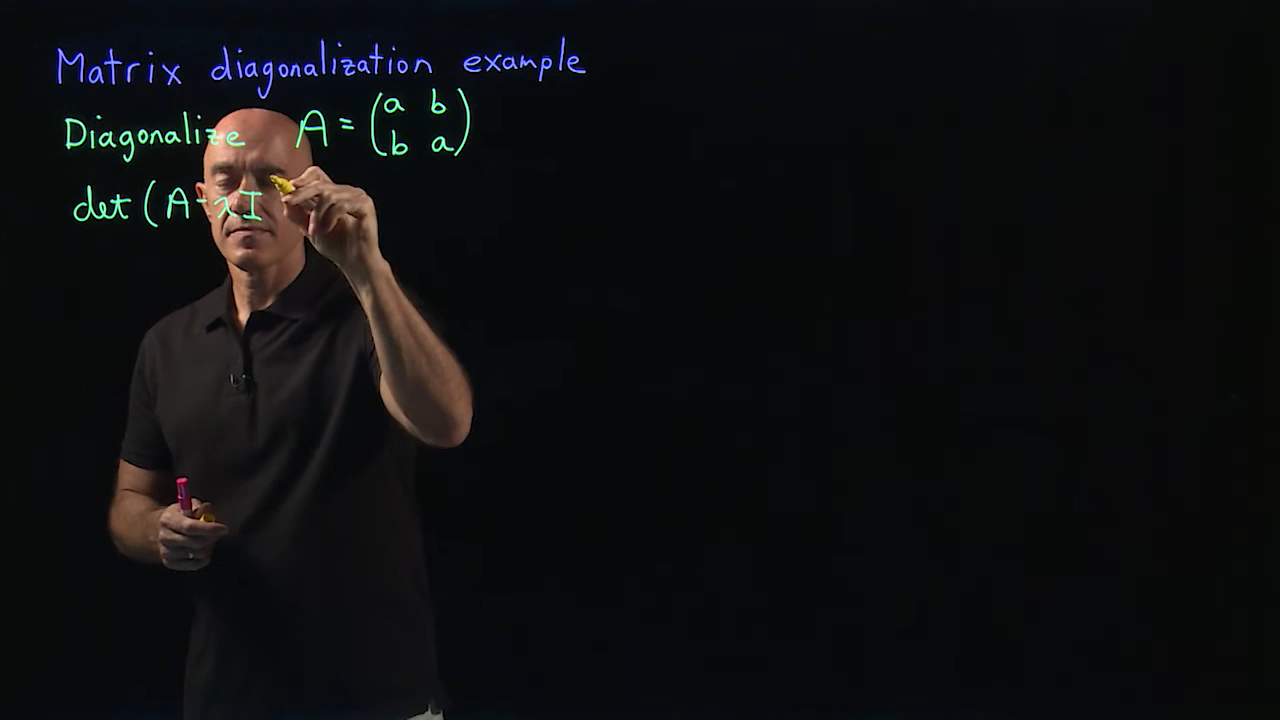 Matrix diagonalization example
Diagonalize A = (a b
b a)
det (A-λI